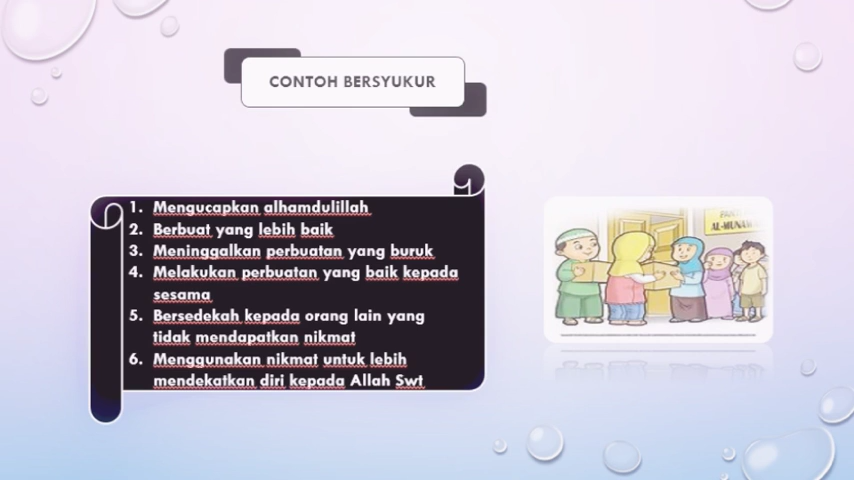 CONTOH BERSYUKUR
1. Mengucapkan alhamdulillah
2. Berbuat yang lebih baik
3. Meninggalkan perbuatan yang buruk
4. Melakukan perbuatan yang baik kepada
sesama
5. Bersedekah kepada orang lain yang
tidak mendapatkan nikmat
6. Menggunakan nikmat untuk lebih
mendekatkan diri kepada Allah Swt